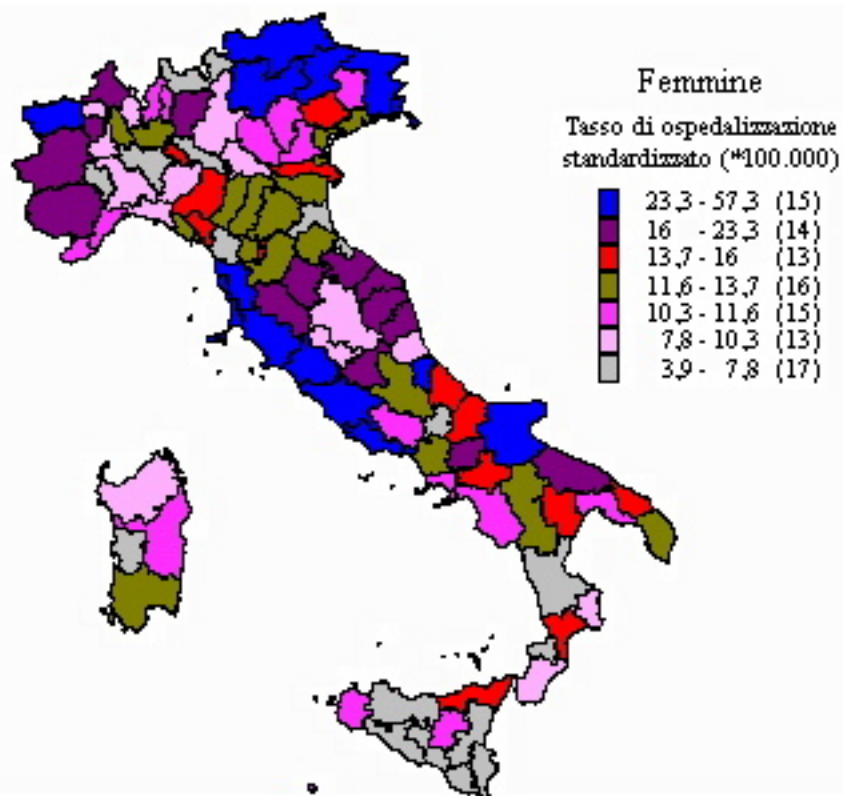 Femmine
Tasso di ospedalizzazione
standardizzato (*100.000)
23,3 - 57,3 (15)
16 - 23,3 (14)
13,7 - 16 (13)
11,6 - 13,7 (16)
10,3 - 11,6 (15)
7,8 - 10,3 (13)
3,9 - 7,8 (17)